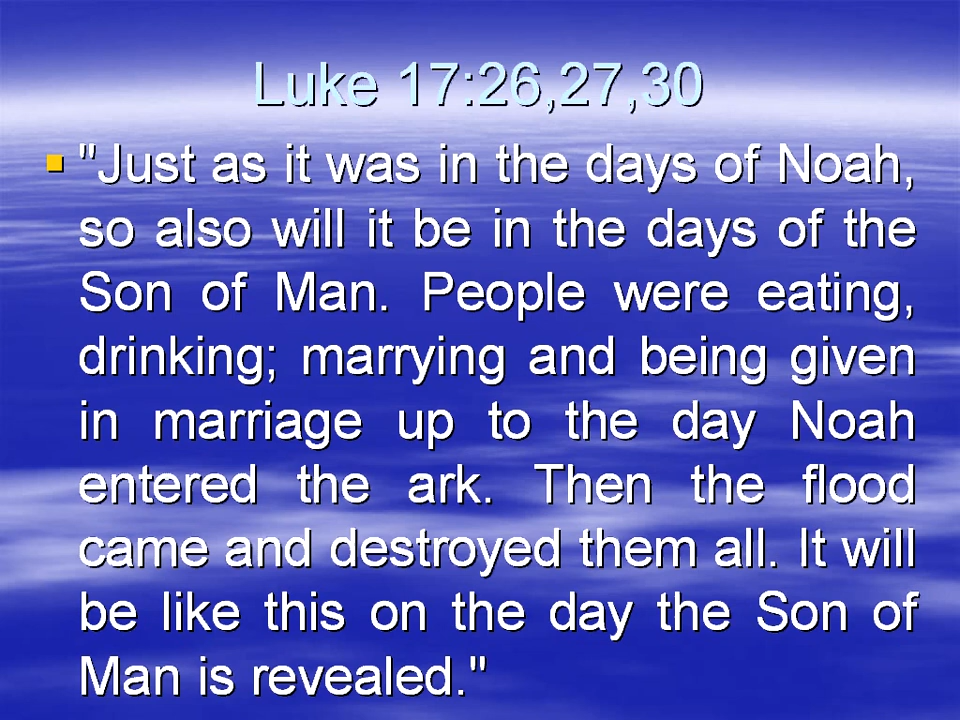 Luke 17:26,27,30
▪ "Just as it was in the days of Noah,
so also will it be in the days of the
Son of Man. People were eating,
drinking; marrying and being given
in marriage up to the day Noah
entered the ark. Then the flood
came and destroyed them all. It will
be like this on the day the Son of
Man is revealed."